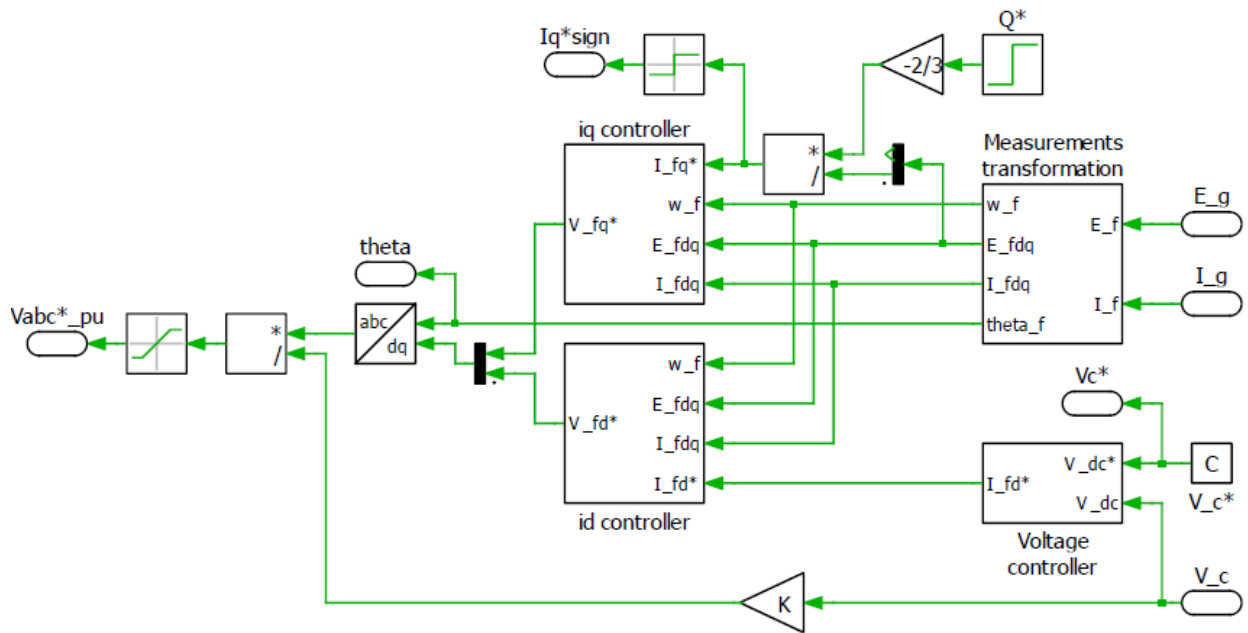 Q*
Iq*sign
-2/3
iq controller
Measurements
transformation
I_fq*
*
/
w_f
w_f
E_g
E_f
V_fq*
E_fdq
E_fdq
theta
I_fdq
I_fdq
I_g
I_f
Vabc*_pu
abc
dq
theta_f
*
/
w_f
Vc*
E_fdq
V_fd*
I_fdq
V_dc*
C
I_fd*
I_fd*
V_dc
V_c*
id controller
Voltage
controller
V_c
K